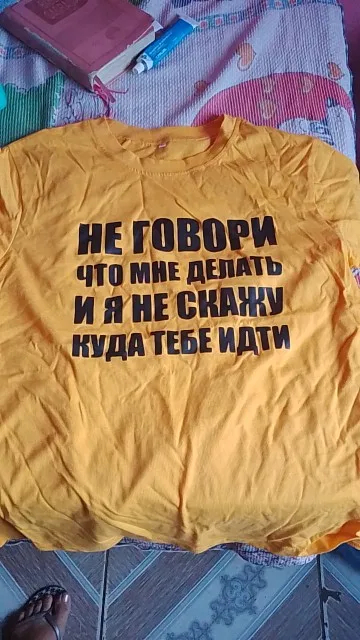 НЕ ГОВОРИ
ЧТО МНЕ ДЕЛАТЬ
И Я НЕ СКАЖУ
КУДА ТЕБЕ ИДТИ